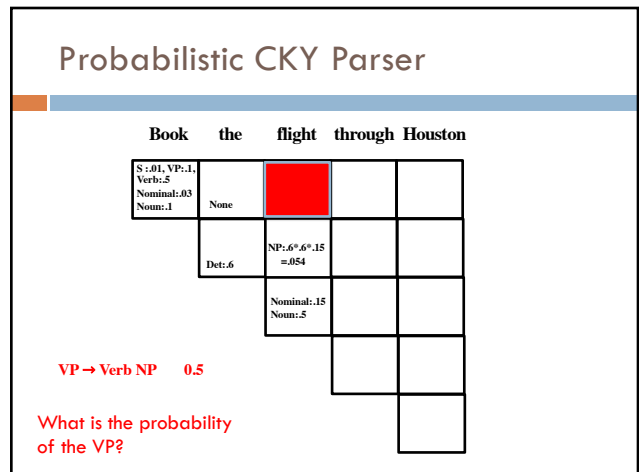 Probabilistic CKY Parser
Book the flight through Houston
S :.01, VP:.1,
Verb:.5
Nominal:.03
Noun:.1
None
Det:.6
NP:.6*.6*.15
=.054
Nominal:.15
Noun:.5
VP → Verb NP 0.5
What is the probability
of the VP?